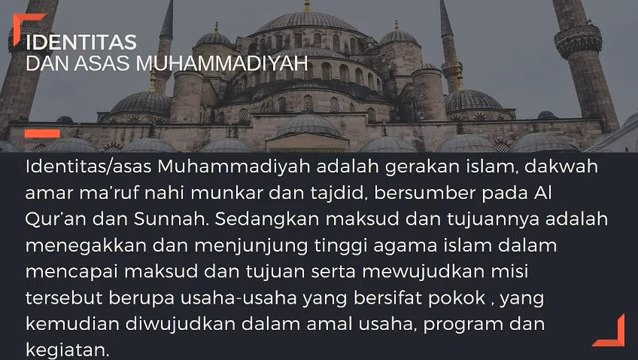 IDENTITAS
DAN ASAS MUHAMMADIYAH
Identitas/asas Muhammadiyah adalah gerakan islam, dakwah
amar ma'ruf nahi munkar dan tajdid, bersumber pada Al
Qur'an dan Sunnah. Sedangkan maksud dan tujuannya adalah
menegakkan dan menjunjung tinggi agama islam dalam
mencapai maksud dan tujuan serta mewujudkan misi
tersebut berupa usaha-usaha yang bersifat pokok , yang
kemudian diwujudkan dalam amal usaha, program dan
kegiatan.